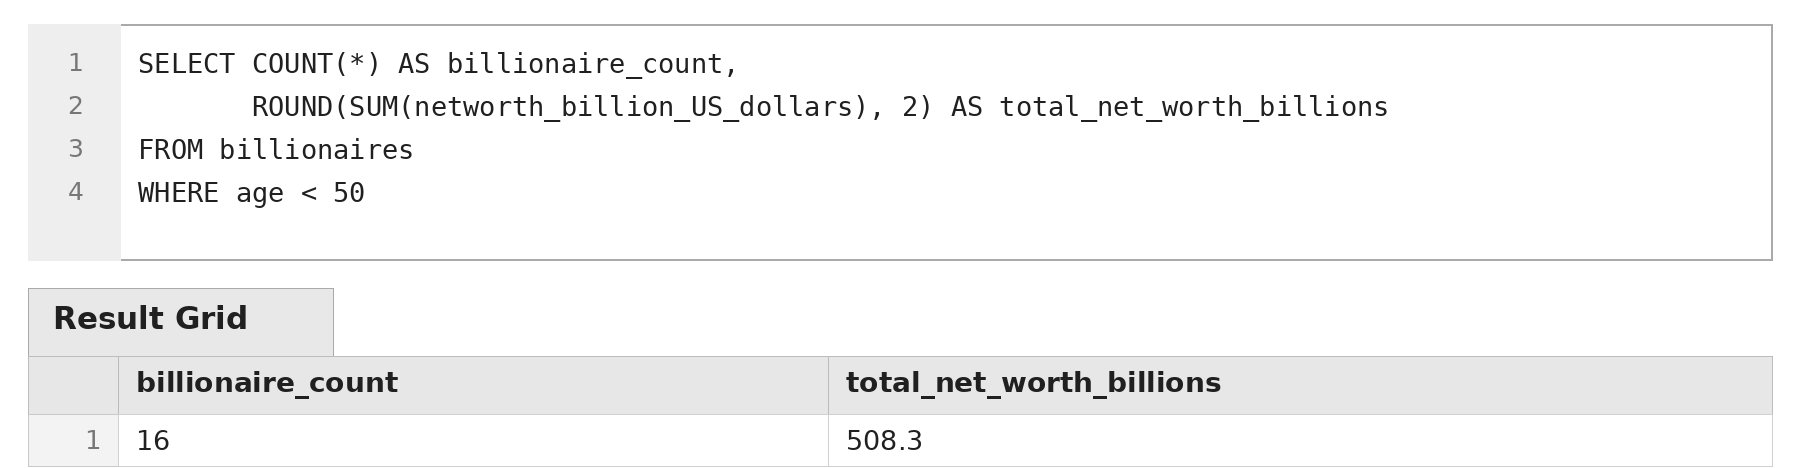 1 SELECT COUNT(*) AS billionaire_count,
2        ROUND(SUM(networth_billion_US_dollars), 2) AS total_net_worth_billions
3 FROM billionaires
4 WHERE age < 50
Result Grid
billionaire_count total_net_worth_billions
1 16 508.3